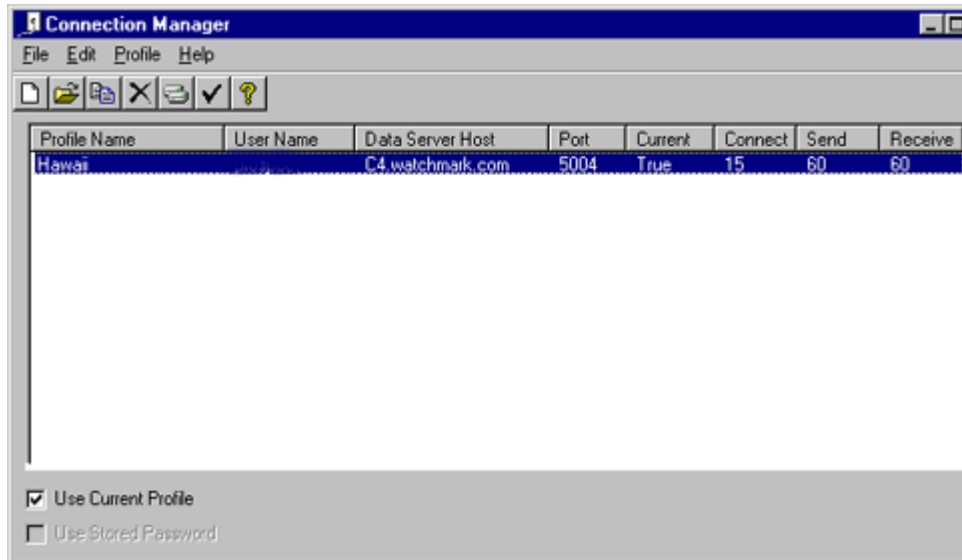 Connection Manager
File Edit Profile Help
Profile Name User Name Data Server Host Port Current Connect Send Receive
Hawaii C4.watchmark.com 5004 True 15 60 60
Use Current Profile
Use Stored Password